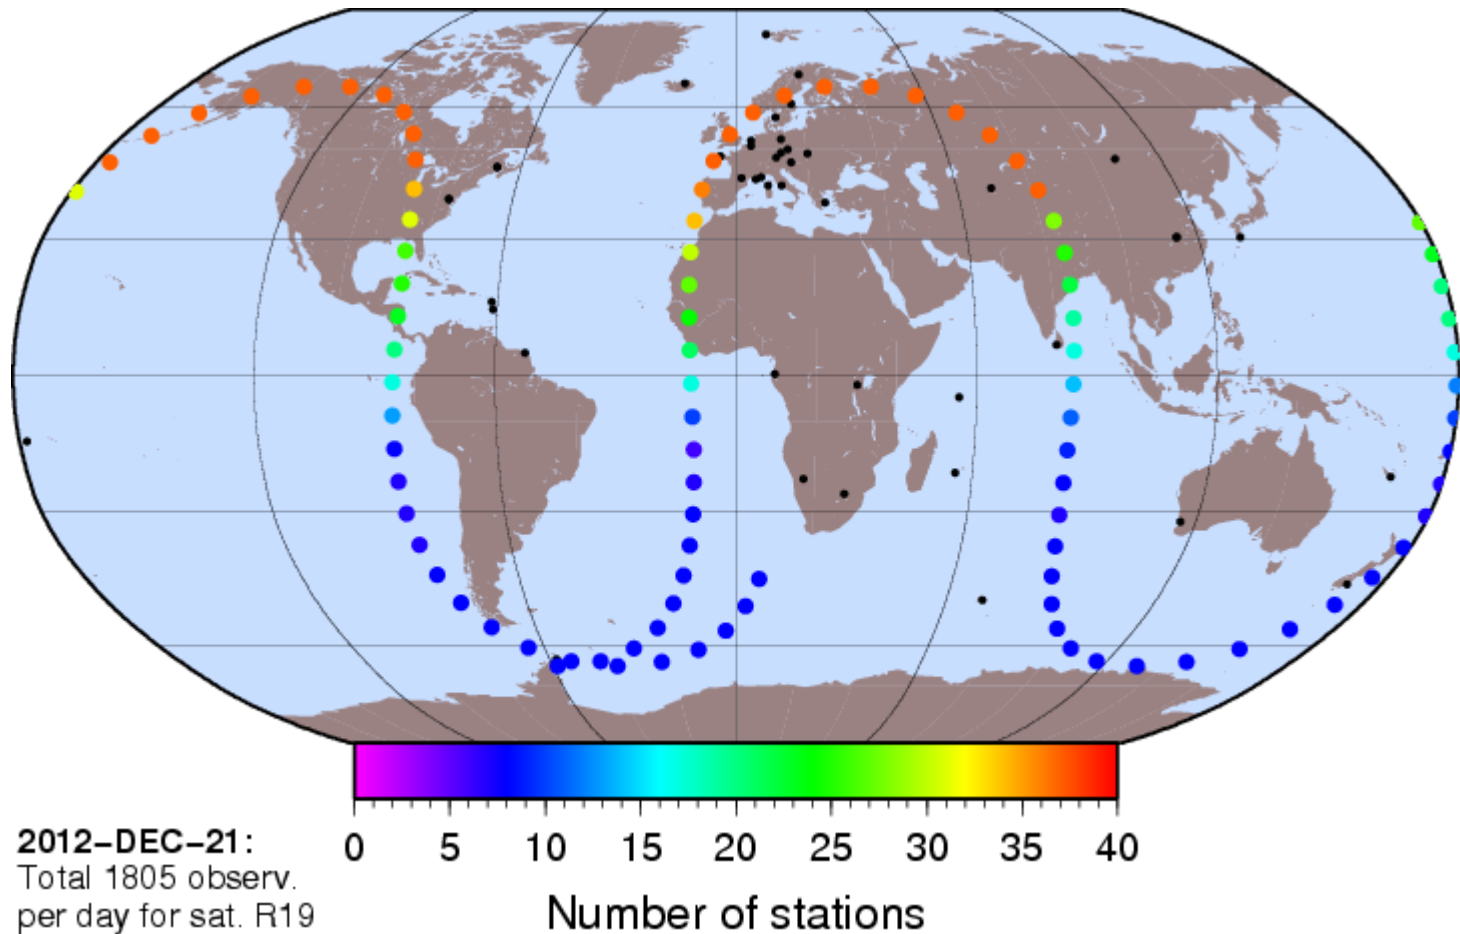 0 5 10 15 20 25 30 35 40
2012–DEC–21:
Total 1805 observ.
per day for sat. R19
Number of stations